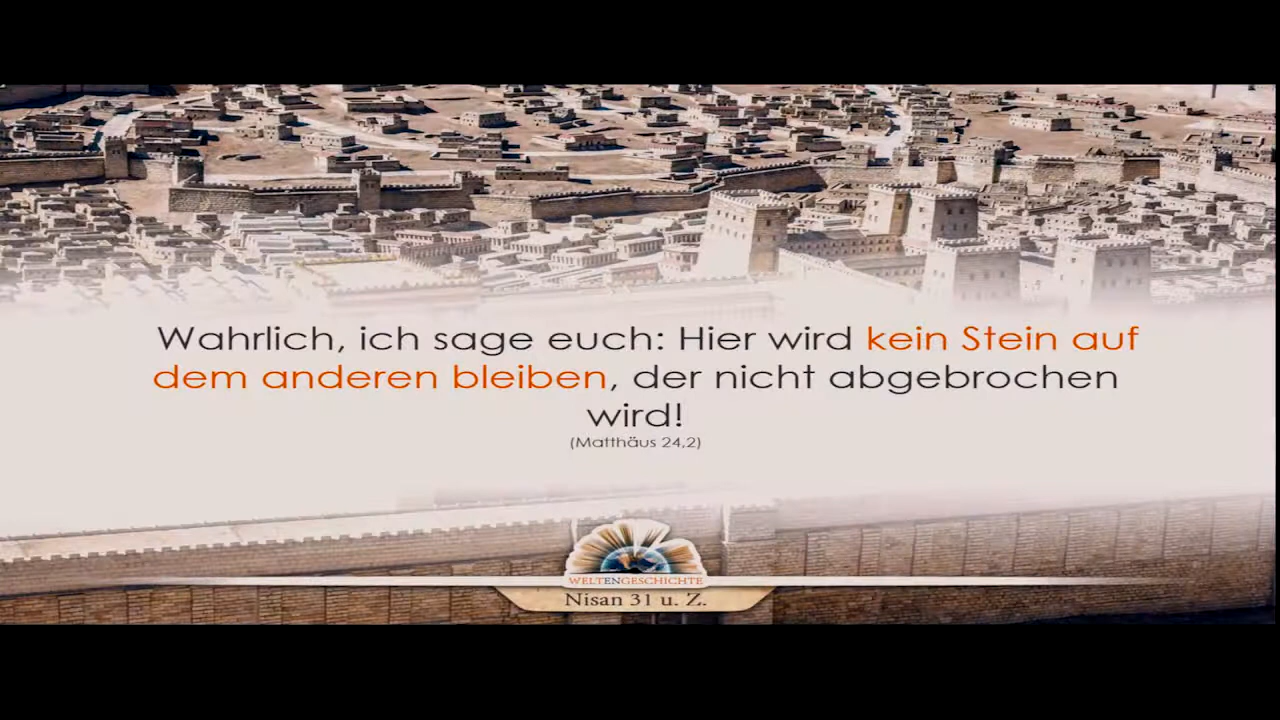 Wahrlich, ich sage euch: Hier wird kein Stein auf
dem anderen bleiben, der nicht abgebrochen
wird!
(Matthäus 24,2)
WELTENGESCHICHTE
Nisan 31 u. Z.